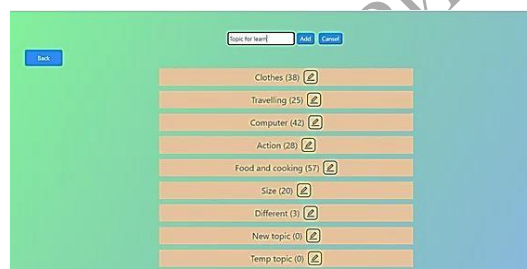 Topic for learn Add Cancel
Back
Clothes (38)
Travelling (25)
Computer (42)
Action (28)
Food and cooking (57)
Size (20)
Different (3)
New topic (0)
Temp topic (0)